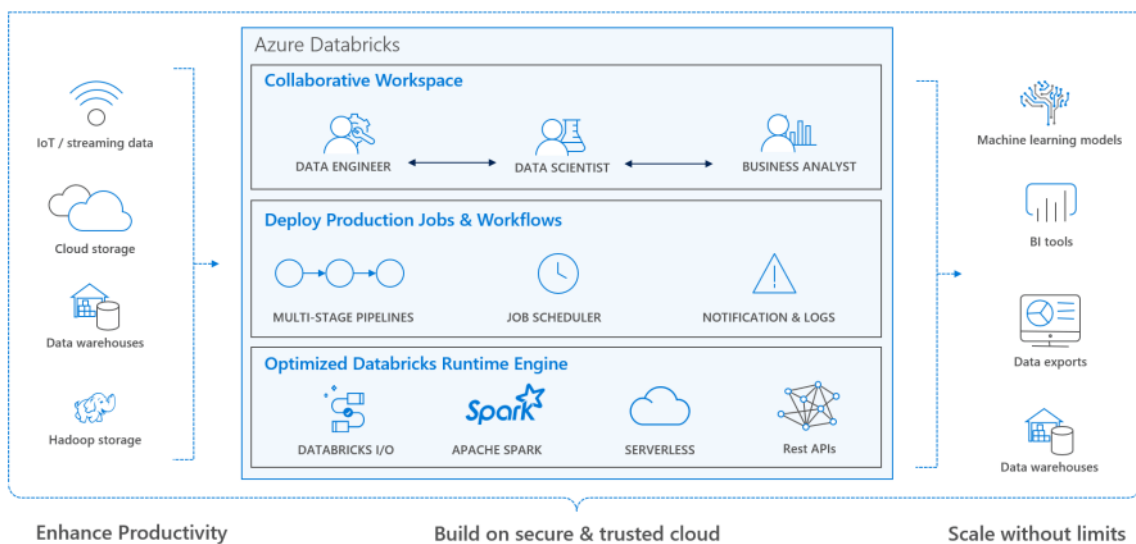 Azure Databricks
Collaborative Workspace
DATA ENGINEER
DATA SCIENTIST
BUSINESS ANALYST
Deploy Production Jobs & Workflows
MULTI-STAGE PIPELINES
JOB SCHEDULER
NOTIFICATION & LOGS
Optimized Databricks Runtime Engine
Spark
DATABRICKS I/O
APACHE SPARK
SERVERLESS
Rest APIs
IoT / streaming data
Cloud storage
Data warehouses
Hadoop storage
Machine learning models
BI tools
Data exports
Data warehouses
Enhance Productivity
Build on secure & trusted cloud
Scale without limits